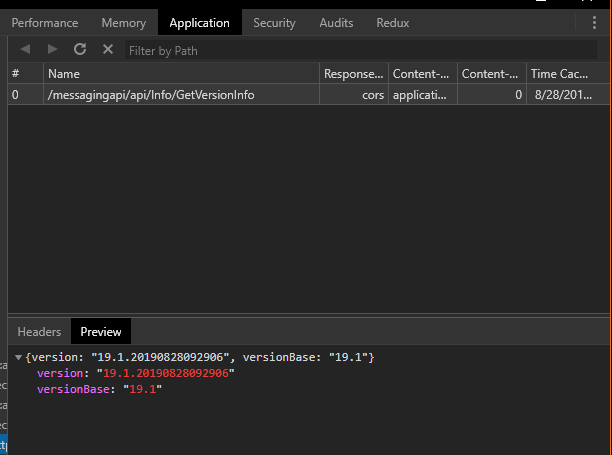 Performance Memory Application Security Audits Redux
Filter by Path
# Name Response... Content-... Content-... Time Cac...
0 /messagingapi/api/Info/GetVersionInfo cors applicati... 0 8/28/201...
Headers Preview
{version: "19.1.20190828092906", versionBase: "19.1"}
version: "19.1.20190828092906"
versionBase: "19.1"